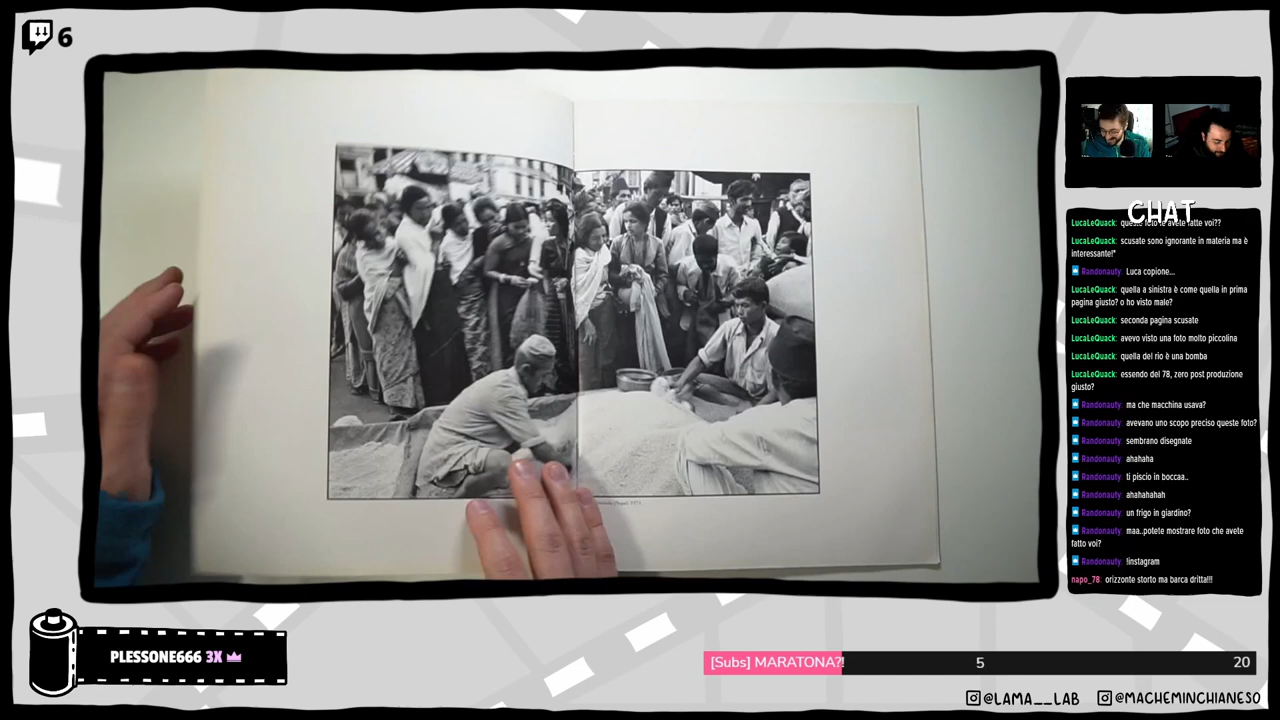 6
CHAT
LucaLeQuack: queste foto le avete fatte voi??
LucaLeQuack: scusate sono ignorante in materia ma è
interessante!*
Randonauty: Luca copione...
LucaLeQuack: quella a sinistra è come quella in prima
pagina giusto? o ho visto male?
LucaLeQuack: seconda pagina scusate
LucaLeQuack: avevo visto una foto molto piccolina
LucaLeQuack: quella del rio è una bomba
LucaLeQuack: essendo del 78, zero post produzione
giusto?
Randonauty: ma che macchina usava?
Randonauty: avevano uno scopo preciso queste foto?
Randonauty: sembrano disegnate
Randonauty: ahahaha
Randonauty: ti piscio in boccaa..
Randonauty: ahahahahah
Randonauty: un frigo in giardino?
Randonauty: maa..potete mostrare foto che avete
fatto voi?
Randonauty: !instagram
napo_78: orizzonte storto ma barca dritta!!!
PLESSONE666 3X
[Subs] MARATONA?! 5 20
@LAMA__LAB @MACHEMINCHIANESO